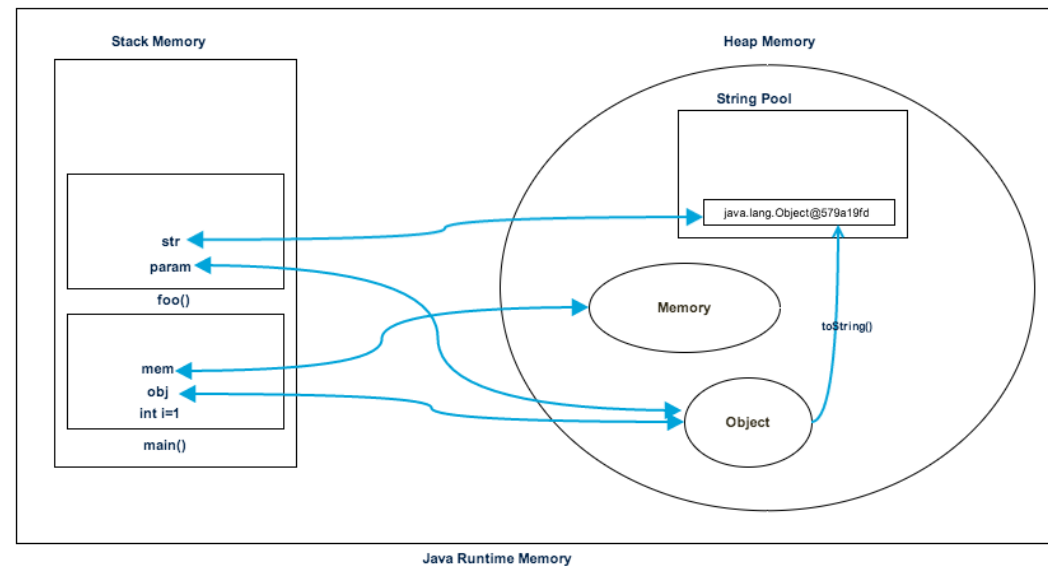 Stack Memory
Heap Memory
String Pool
java.lang.Object@579a19fd
str
param
foo()
Memory
toString()
mem
obj
int i=1
main()
Object
Java Runtime Memory